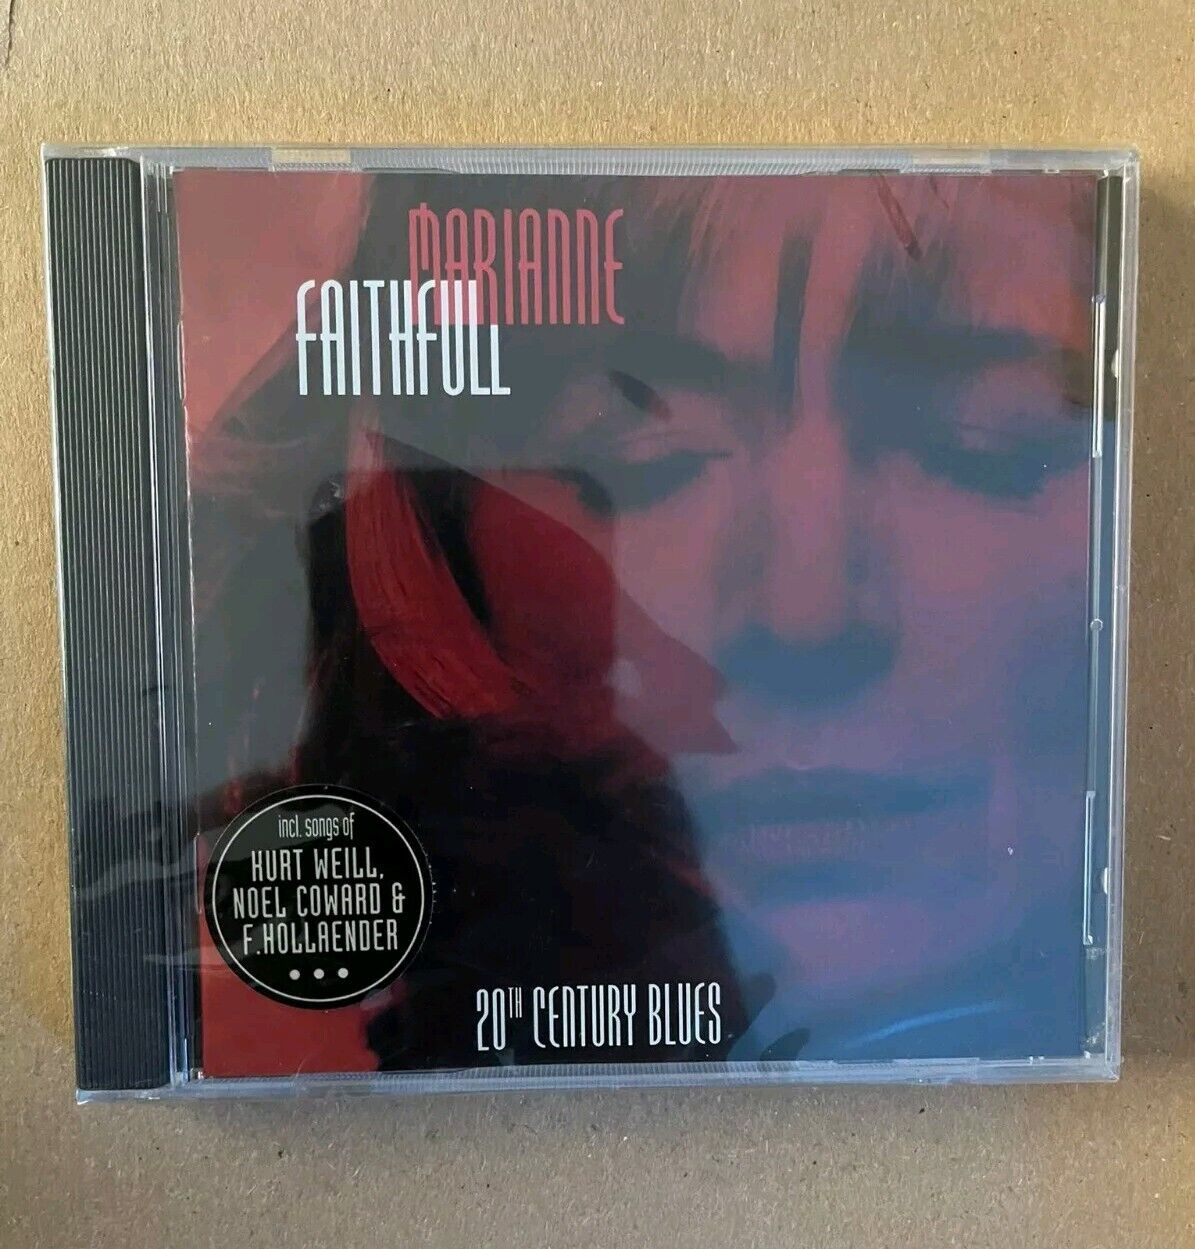 MARIANNE
FAITHFULL
incl. songs of
KURT WEILL,
NOEL COWARD &
F. HOLLAENDER
20TH CENTURY BLUES